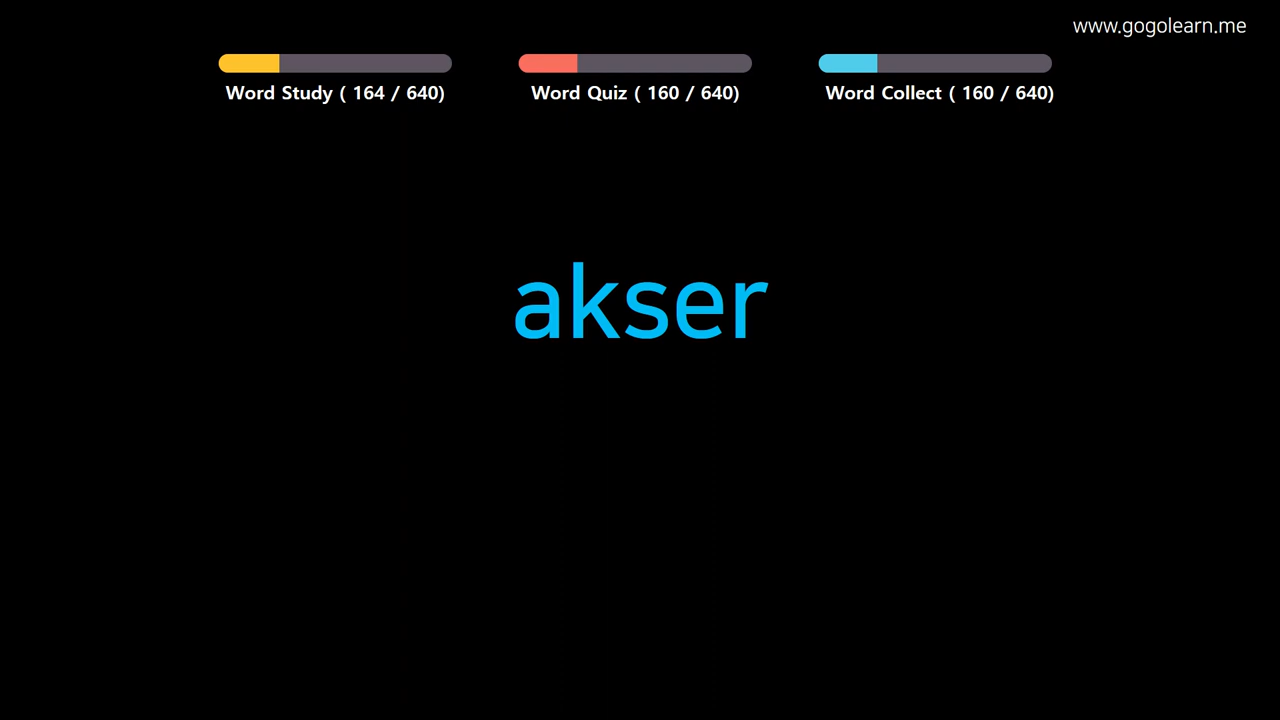 www.gogolearn.me
Word Study ( 164 / 640) Word Quiz ( 160 / 640) Word Collect ( 160 / 640)
akser